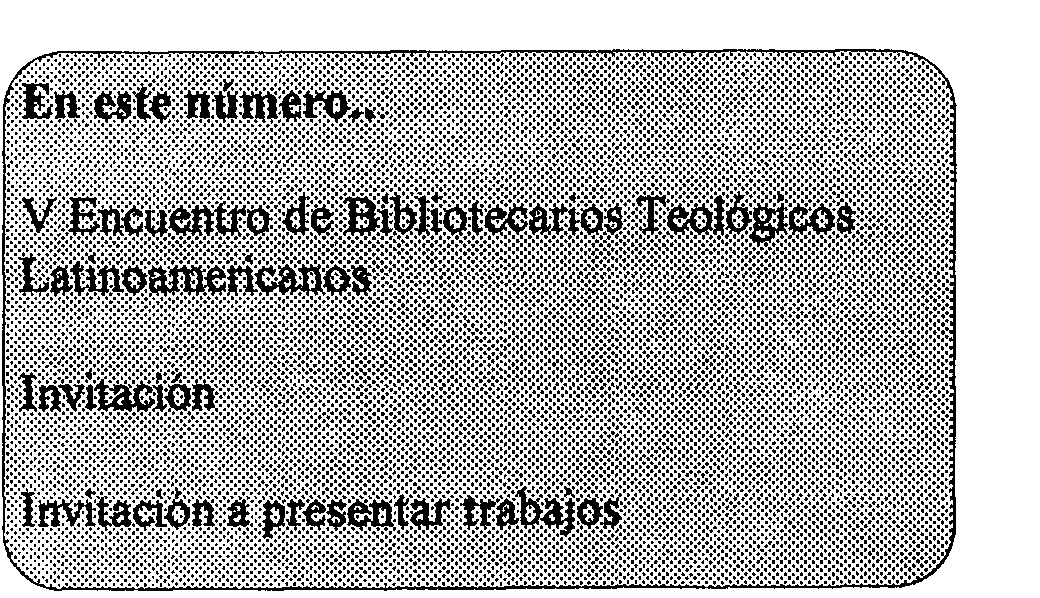 En este número..
V Encuentro de Bibliotecarios Teológicos
Latinoamericanos
Invitación
Invitación a presentar trabajos